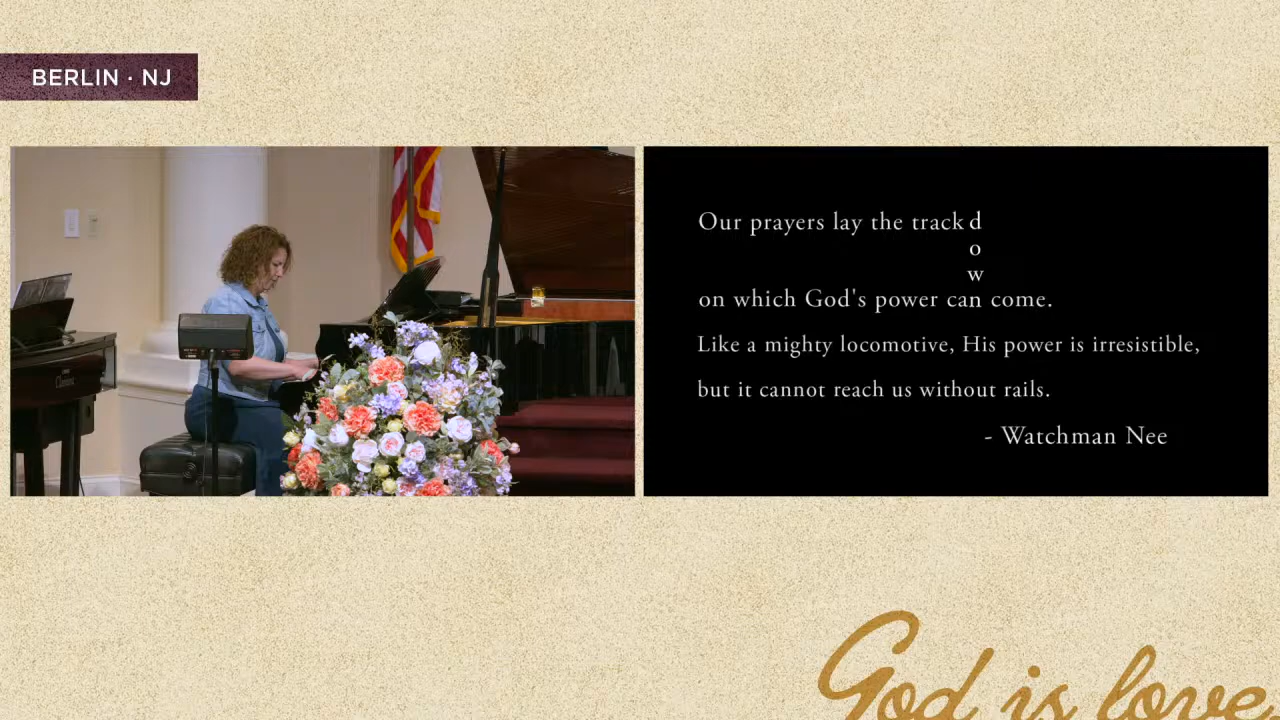 BERLIN · NJ
Our prayers lay the track d
o
w
on which God's power can come.
Like a mighty locomotive, His power is irresistible,
but it cannot reach us without rails.
- Watchman Nee
God is love